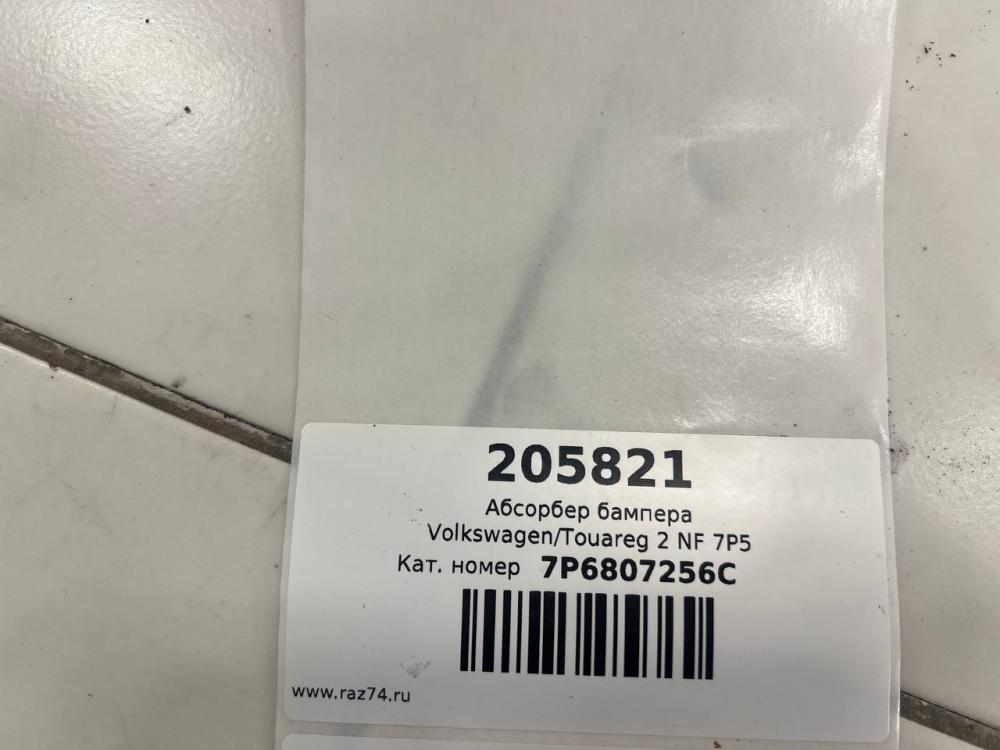 205821
Абсорбер бампера
Volkswagen/Touareg 2 NF 7P5
Кат. номер 7P6807256C
www.raz74.ru